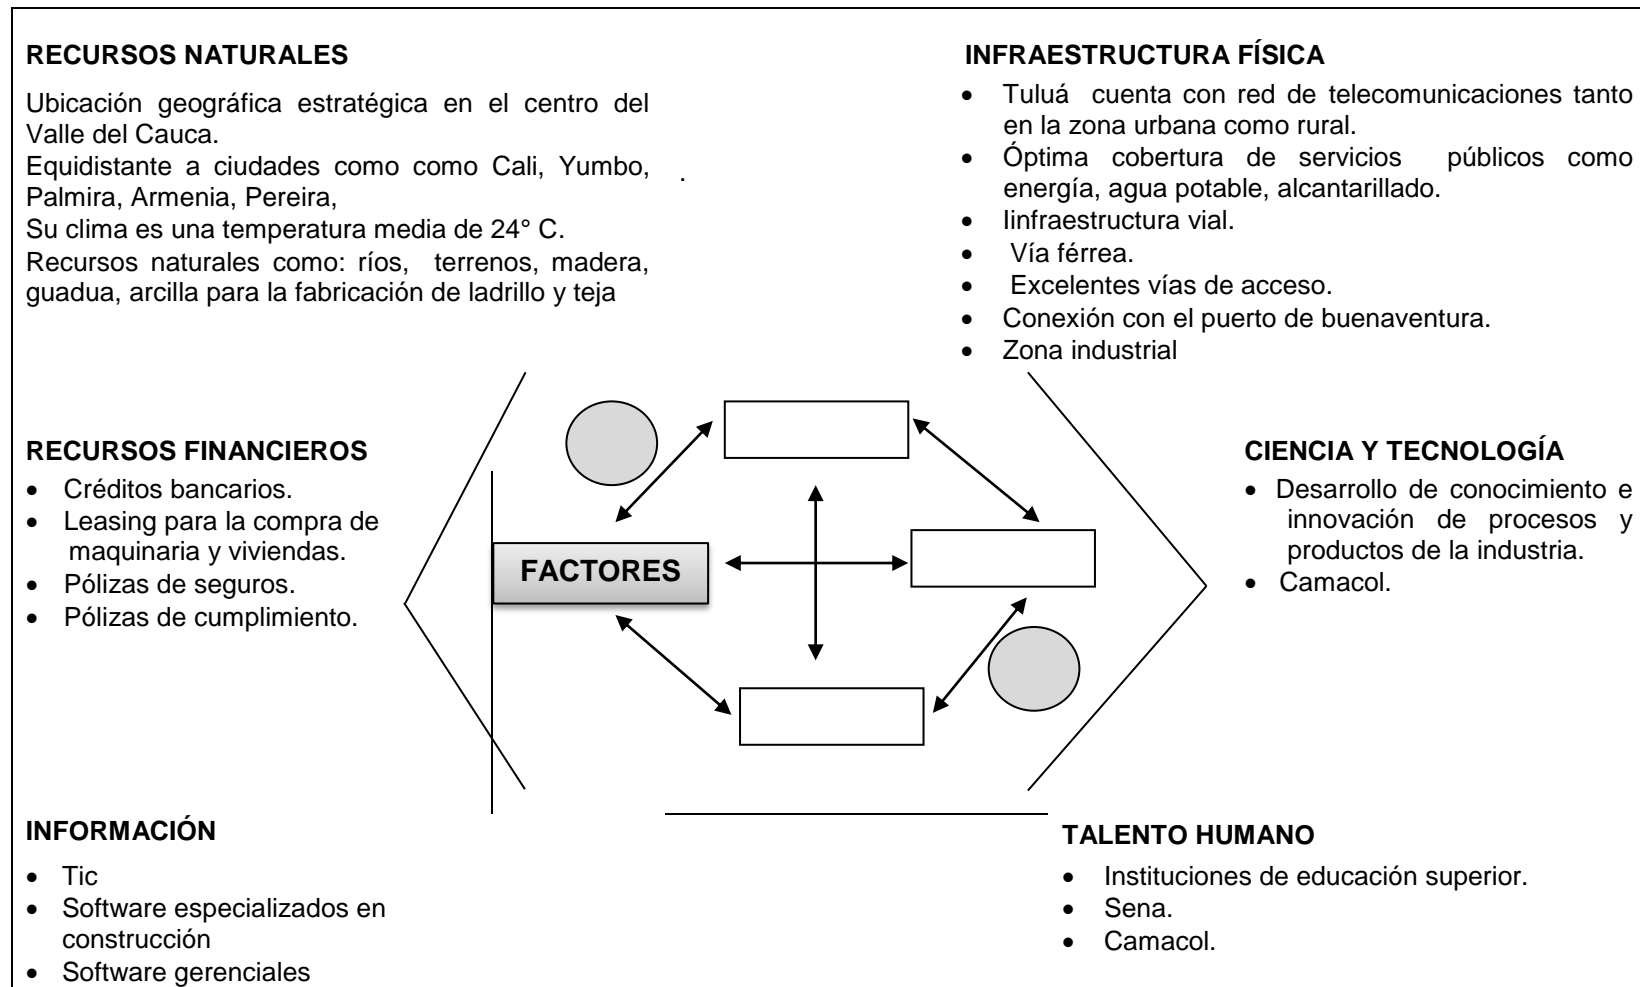 RECURSOS NATURALES
Ubicación geográfica estratégica en el centro del
Valle del Cauca.
Equidistante a ciudades como como Cali, Yumbo,
Palmira, Armenia, Pereira,
Su clima es una temperatura media de 24° C.
Recursos naturales como: ríos, terrenos, madera,
guadua, arcilla para la fabricación de ladrillo y teja
.
INFRAESTRUCTURA FÍSICA
• Tuluá cuenta con red de telecomunicaciones tanto
en la zona urbana como rural.
• Óptima cobertura de servicios públicos como
energía, agua potable, alcantarillado.
• Iinfraestructura vial.
• Vía férrea.
• Excelentes vías de acceso.
• Conexión con el puerto de buenaventura.
• Zona industrial
RECURSOS FINANCIEROS
• Créditos bancarios.
• Leasing para la compra de
maquinaria y viviendas.
• Pólizas de seguros.
• Pólizas de cumplimiento.
FACTORES
CIENCIA Y TECNOLOGÍA
• Desarrollo de conocimiento e
innovación de procesos y
productos de la industria.
• Camacol.
INFORMACIÓN
• Tic
• Software especializados en
construcción
• Software gerenciales
TALENTO HUMANO
• Instituciones de educación superior.
• Sena.
• Camacol.